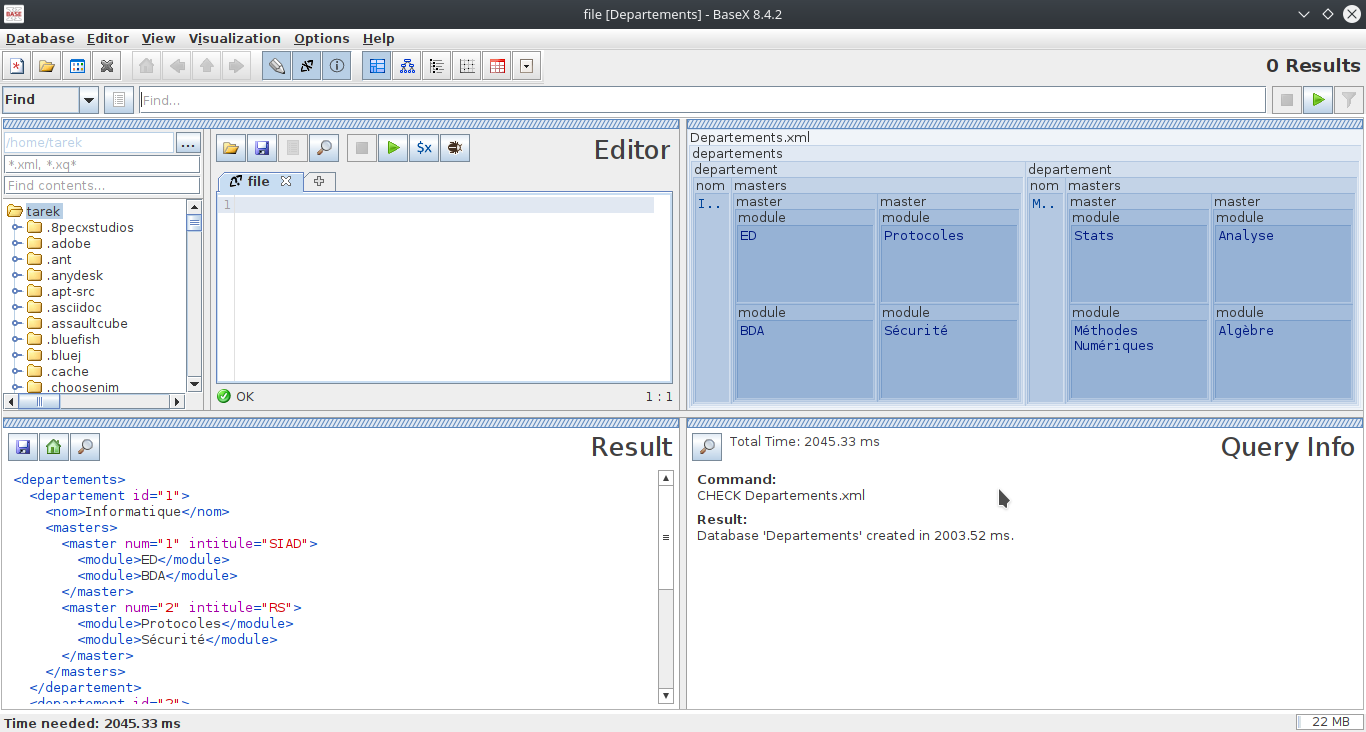 BASE
file [Departements] - BaseX 8.4.2
Database Editor View Visualization Options Help
0 Results
Find Find...
/home/tarek ...
*.xml, *.xq*
Find contents...
tarek
.8pecxstudios
.adobe
.ant
.anydesk
.apt-src
.asciidoc
.assaultcube
.bluefish
.bluej
.cache
.choosenim
$x
Editor
file
1
OK 1 : 1
Departements.xml
departements
departement departement
nom masters nom masters
I.. master master M.. master master
module module module module
ED Protocoles Stats Analyse
module module module module
BDA Sécurité Méthodes Numériques Algèbre
Result
<departements>
<departement id="1">
<nom>Informatique</nom>
<masters>
<master num="1" intitule="SIAD">
<module>ED</module>
<module>BDA</module>
</master>
<master num="2" intitule="RS">
<module>Protocoles</module>
<module>Sécurité</module>
</master>
</masters>
</departement>
<departement id="2">
Total Time: 2045.33 ms
Query Info
Command:
CHECK Departements.xml
Result:
Database 'Departements' created in 2003.52 ms.
Time needed: 2045.33 ms
22 MB